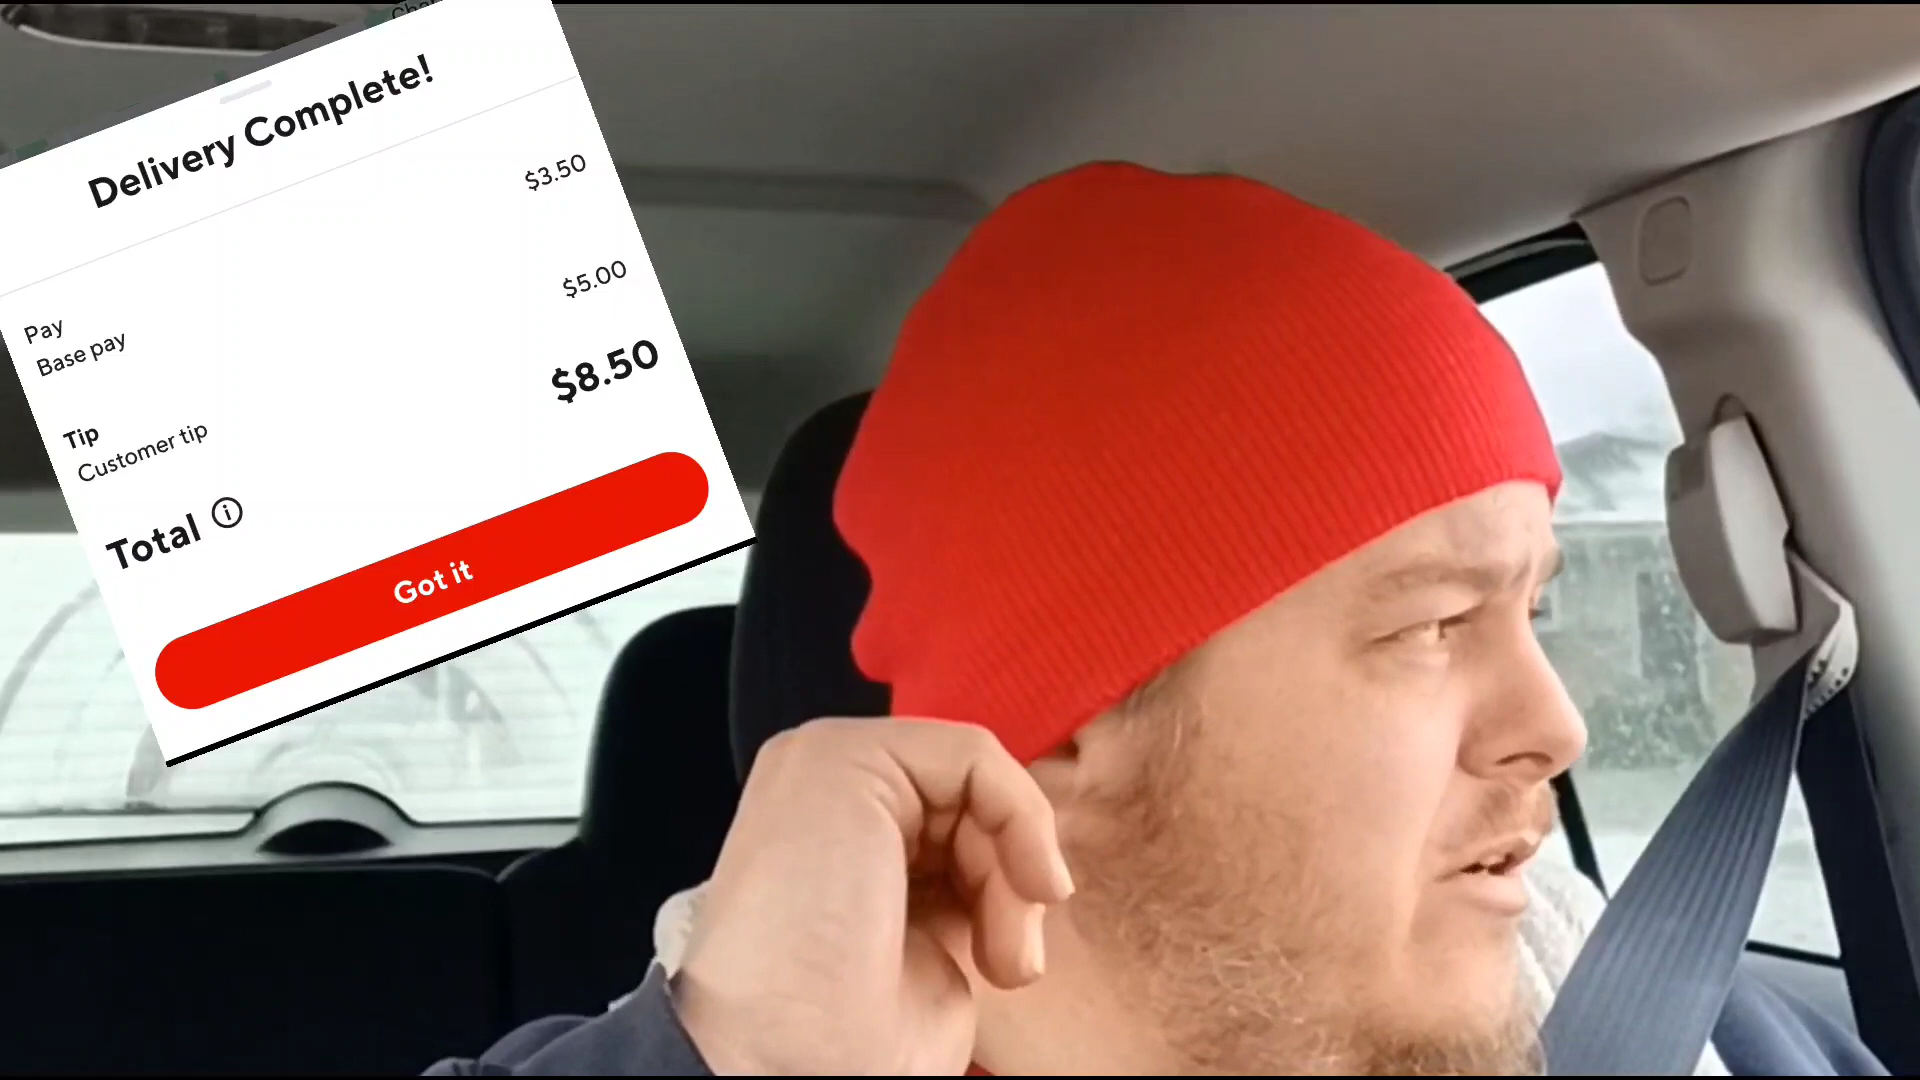 Delivery Complete!
Pay
Base pay $3.50
Tip
Customer tip $5.00
Total $8.50
Got it